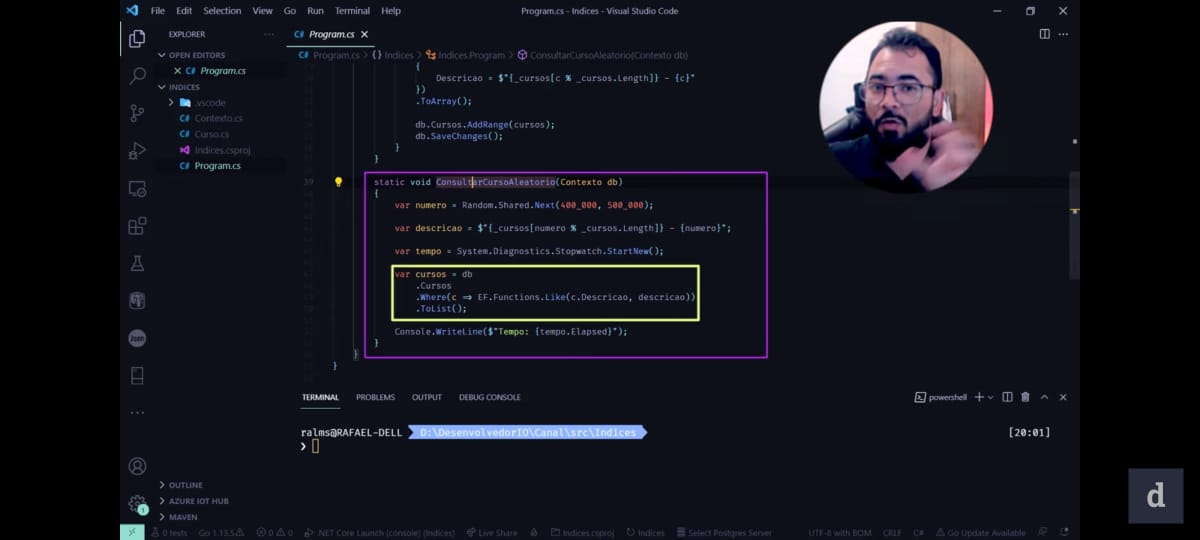 File Edit Selection View Go Run Terminal Help
Program.cs - Indices - Visual Studio Code
EXPLORER
OPEN EDITORS
Program.cs
INDICES
.vscode
Contexto.cs
Curso.cs
Indices.csproj
Program.cs
OUTLINE
AZURE IOT HUB
MAVEN
Program.cs
Program.cs > {} Indices > Indices.Program > ConsultarCursoAleatorio(Contexto db)
{
Descricao = $"{_cursos[c % _cursos.Length]} - {c}"
})
.ToArray();
db.Cursos.AddRange(cursos);
db.SaveChanges();
}
}
39 static void ConsultarCursoAleatorio(Contexto db)
{
var numero = Random.Shared.Next(400_000, 500_000);
var descricao = $"{_cursos[numero % _cursos.Length]} - {numero}";
var tempo = System.Diagnostics.Stopwatch.StartNew();
var cursos = db
.Cursos
.Where(c => EF.Functions.Like(c.Descricao, descricao))
.ToList();
Console.WriteLine($"Tempo: {tempo.Elapsed}");
}
}
}
TERMINAL PROBLEMS OUTPUT DEBUG CONSOLE
powershell
ralms@RAFAEL-DELL D:\DesenvolvedorIO\Canal\src\Indices [20:01]
❯
d
0 tests Go 1.13.5 0 0 .NET Core Launch (console) (Indices) Live Share Indices.csproj Indices Select Postgres Server UTF-8 with BOM CRLF C# Go Update Available